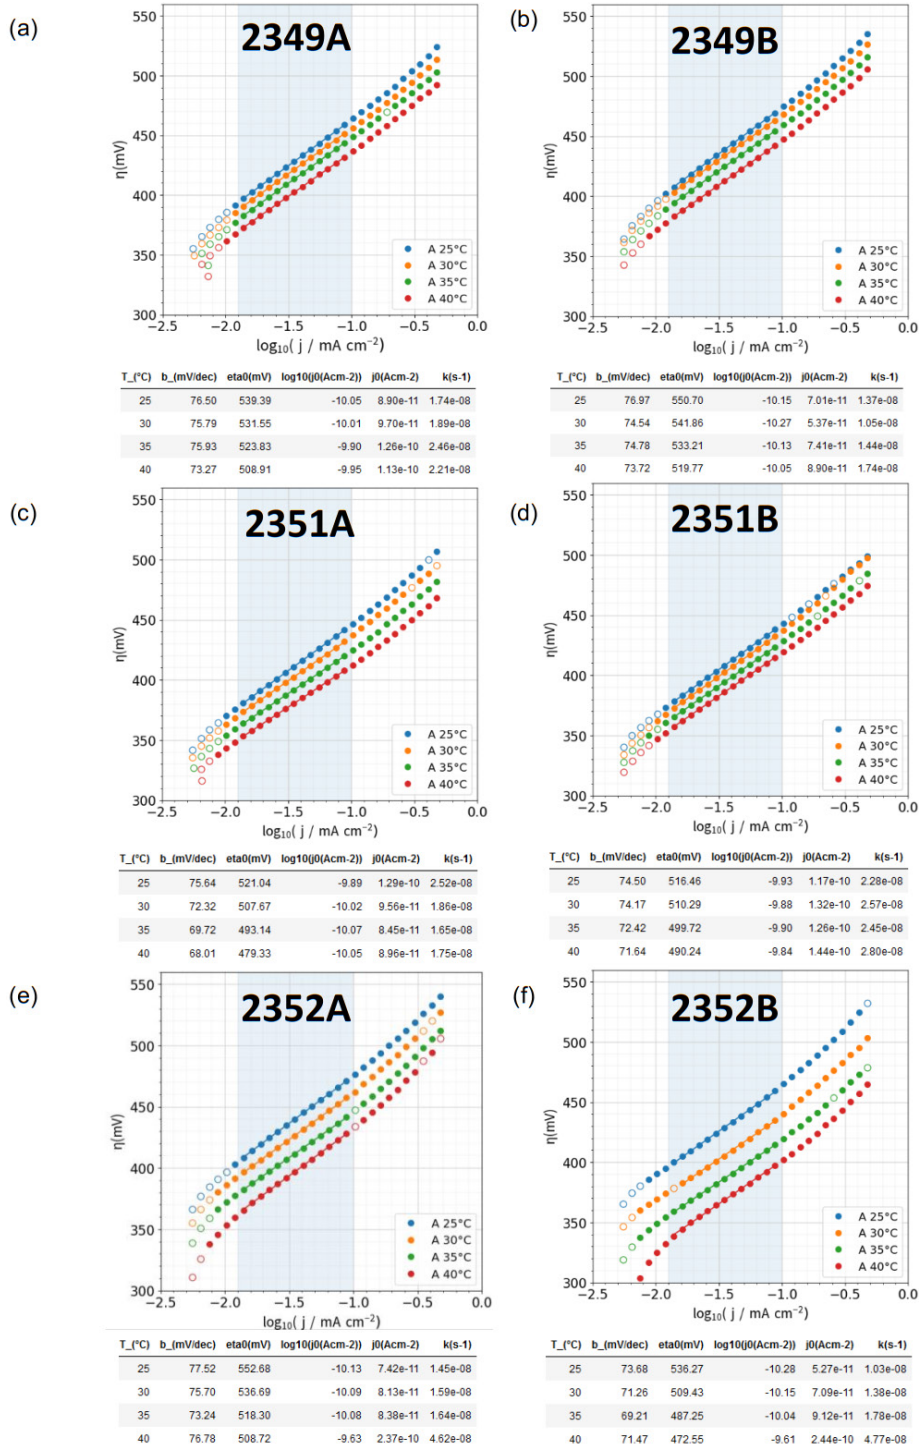 (a)
2349A
550
500
450
400
350
300
η(mV)
A 25°C
A 30°C
A 35°C
A 40°C
−2.5 −2.0 −1.5 −1.0 −0.5 0.0
log10( j / mA cm−2)
T_(°C) b_(mV/dec) eta0(mV) log10(j0(Acm-2)) j0(Acm-2) k(s-1)
25 76.50 539.39 -10.05 8.90e-11 1.74e-08
30 75.79 531.55 -10.01 9.70e-11 1.89e-08
35 75.93 523.83 -9.90 1.26e-10 2.46e-08
40 73.27 508.91 -9.95 1.13e-10 2.21e-08
(b)
2349B
550
500
450
400
350
300
η(mV)
A 25°C
A 30°C
A 35°C
A 40°C
−2.5 −2.0 −1.5 −1.0 −0.5 0.0
log10( j / mA cm−2)
T_(°C) b_(mV/dec) eta0(mV) log10(j0(Acm-2)) j0(Acm-2) k(s-1)
25 76.97 550.70 -10.15 7.01e-11 1.37e-08
30 74.54 541.86 -10.27 5.37e-11 1.05e-08
35 74.78 533.21 -10.13 7.41e-11 1.44e-08
40 73.72 519.77 -10.05 8.90e-11 1.74e-08
(c)
2351A
550
500
450
400
350
300
η(mV)
A 25°C
A 30°C
A 35°C
A 40°C
−2.5 −2.0 −1.5 −1.0 −0.5 0.0
log10( j / mA cm−2)
T_(°C) b_(mV/dec) eta0(mV) log10(j0(Acm-2)) j0(Acm-2) k(s-1)
25 75.64 521.04 -9.89 1.29e-10 2.52e-08
30 72.32 507.67 -10.02 9.56e-11 1.86e-08
35 69.72 493.14 -10.07 8.45e-11 1.65e-08
40 68.01 479.33 -10.05 8.96e-11 1.75e-08
(d)
2351B
550
500
450
400
350
300
η(mV)
A 25°C
A 30°C
A 35°C
A 40°C
−2.5 −2.0 −1.5 −1.0 −0.5 0.0
log10( j / mA cm−2)
T_(°C) b_(mV/dec) eta0(mV) log10(j0(Acm-2)) j0(Acm-2) k(s-1)
25 74.50 516.46 -9.93 1.17e-10 2.28e-08
30 74.17 510.29 -9.88 1.32e-10 2.57e-08
35 72.42 499.72 -9.90 1.26e-10 2.45e-08
40 71.64 490.24 -9.84 1.44e-10 2.80e-08
(e)
2352A
550
500
450
400
350
300
η(mV)
A 25°C
A 30°C
A 35°C
A 40°C
−2.5 −2.0 −1.5 −1.0 −0.5 0.0
log10( j / mA cm−2)
T_(°C) b_(mV/dec) eta0(mV) log10(j0(Acm-2)) j0(Acm-2) k(s-1)
25 77.52 552.68 -10.13 7.42e-11 1.45e-08
30 75.70 536.69 -10.09 8.13e-11 1.59e-08
35 73.24 518.30 -10.08 8.38e-11 1.64e-08
40 76.78 508.72 -9.63 2.37e-10 4.62e-08
(f)
2352B
550
500
450
400
350
300
η(mV)
A 25°C
A 30°C
A 35°C
A 40°C
−2.5 −2.0 −1.5 −1.0 −0.5 0.0
log10( j / mA cm−2)
T_(°C) b_(mV/dec) eta0(mV) log10(j0(Acm-2)) j0(Acm-2) k(s-1)
25 73.68 536.27 -10.28 5.27e-11 1.03e-08
30 71.26 509.43 -10.15 7.09e-11 1.38e-08
35 69.21 487.25 -10.04 9.12e-11 1.78e-08
40 71.47 472.55 -9.61 2.44e-10 4.77e-08